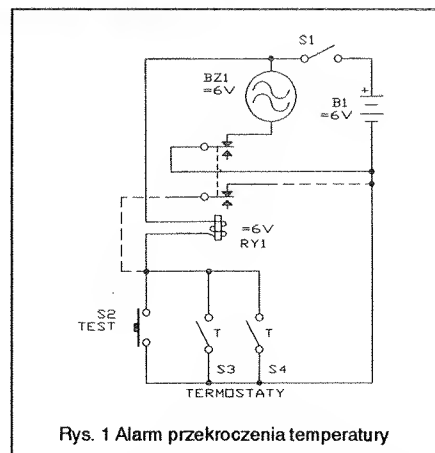 S1
BZ1
=6V
+
B1
=6V
=6V
RY1
S2
TEST
T
T
S3
S4
TERMOSTATY
Rys. 1 Alarm przekroczenia temperatury